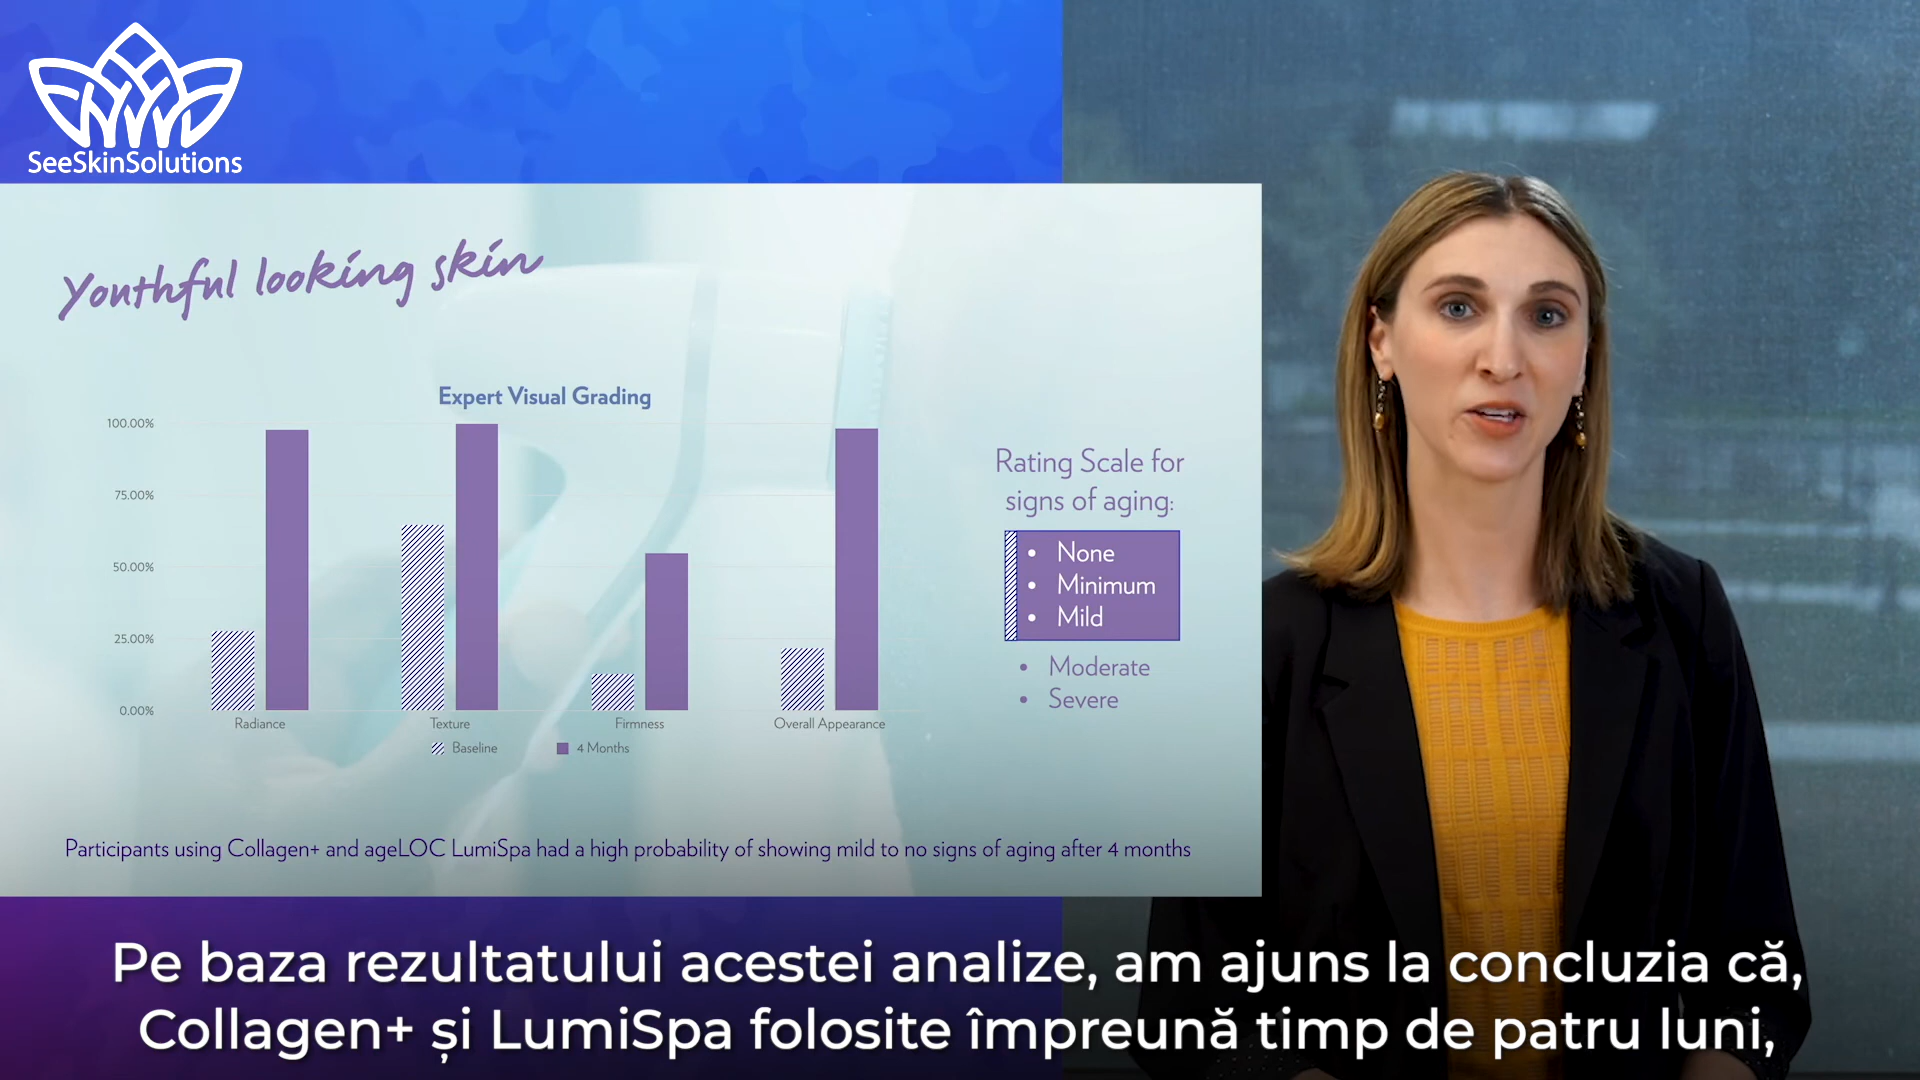 SeeSkinSolutions
Youthful looking skin
Expert Visual Grading
100.00%
75.00%
50.00%
25.00%
0.00%
Radiance
Texture
Firmness
Overall Appearance
Baseline
4 Months
Rating Scale for
signs of aging:
• None
• Minimum
• Mild
• Moderate
• Severe
Participants using Collagen+ and ageLOC LumiSpa had a high probability of showing mild to no signs of aging after 4 months
Pe baza rezultatului acestei analize, am ajuns la concluzia că,
Collagen+ și LumiSpa folosite împreună timp de patru luni,